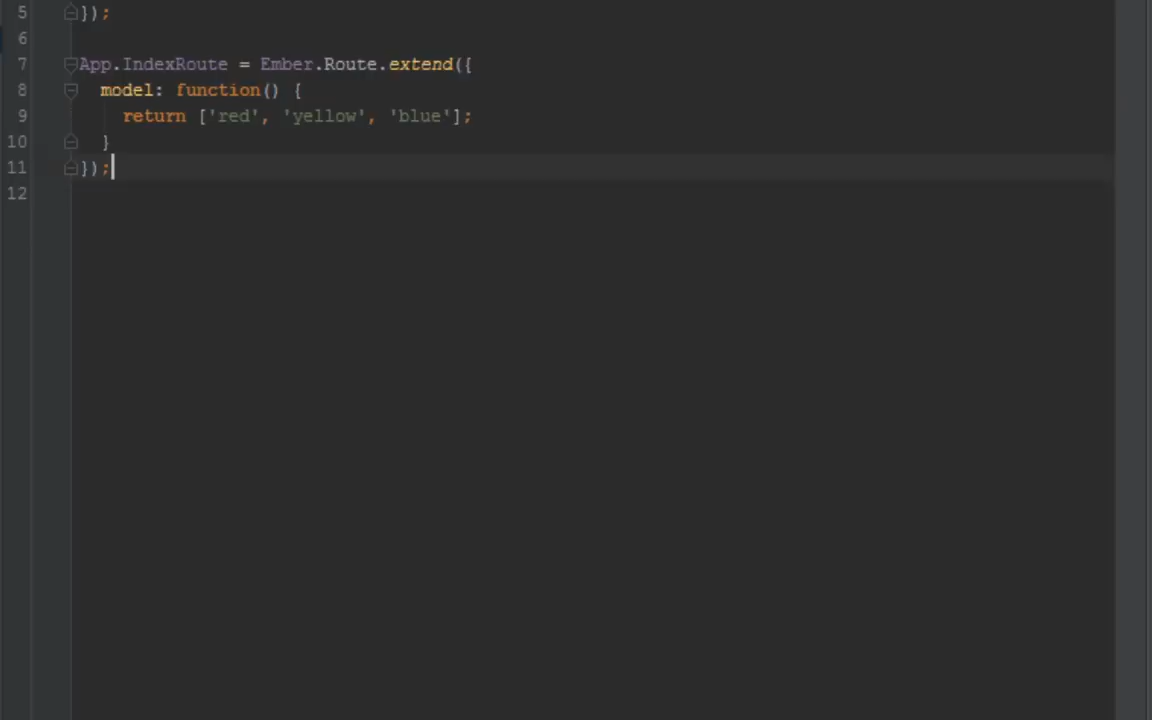 5 });
6
7 App.IndexRoute = Ember.Route.extend({
8   model: function() {
9     return ['red', 'yellow', 'blue'];
10   }
11 });
12